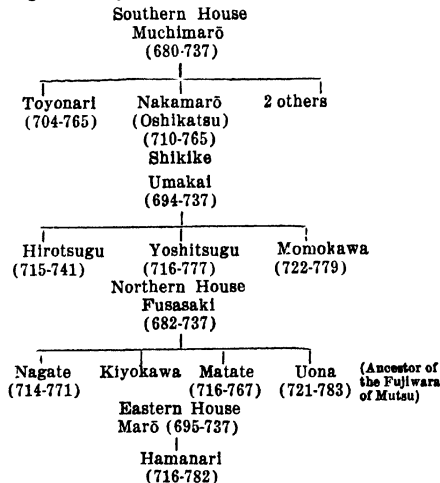 Southern House
Muchimarō
(680-737)
Toyonari Nakamarō 2 others
(704-765) (Oshikatsu)
(710-765)
Shikike
Umakai
(694-737)
Hirotsugu Yoshitsugu Momokawa
(715-741) (716-777) (722-779)
Northern House
Fusasaki
(682-737)
Nagate Kiyokawa Matate Uona (Ancestor of
(714-771) (716-767) (721-783) the Fujiwara
of Mutsu)
Eastern House
Marō (695-737)
Hamanari
(716-782)